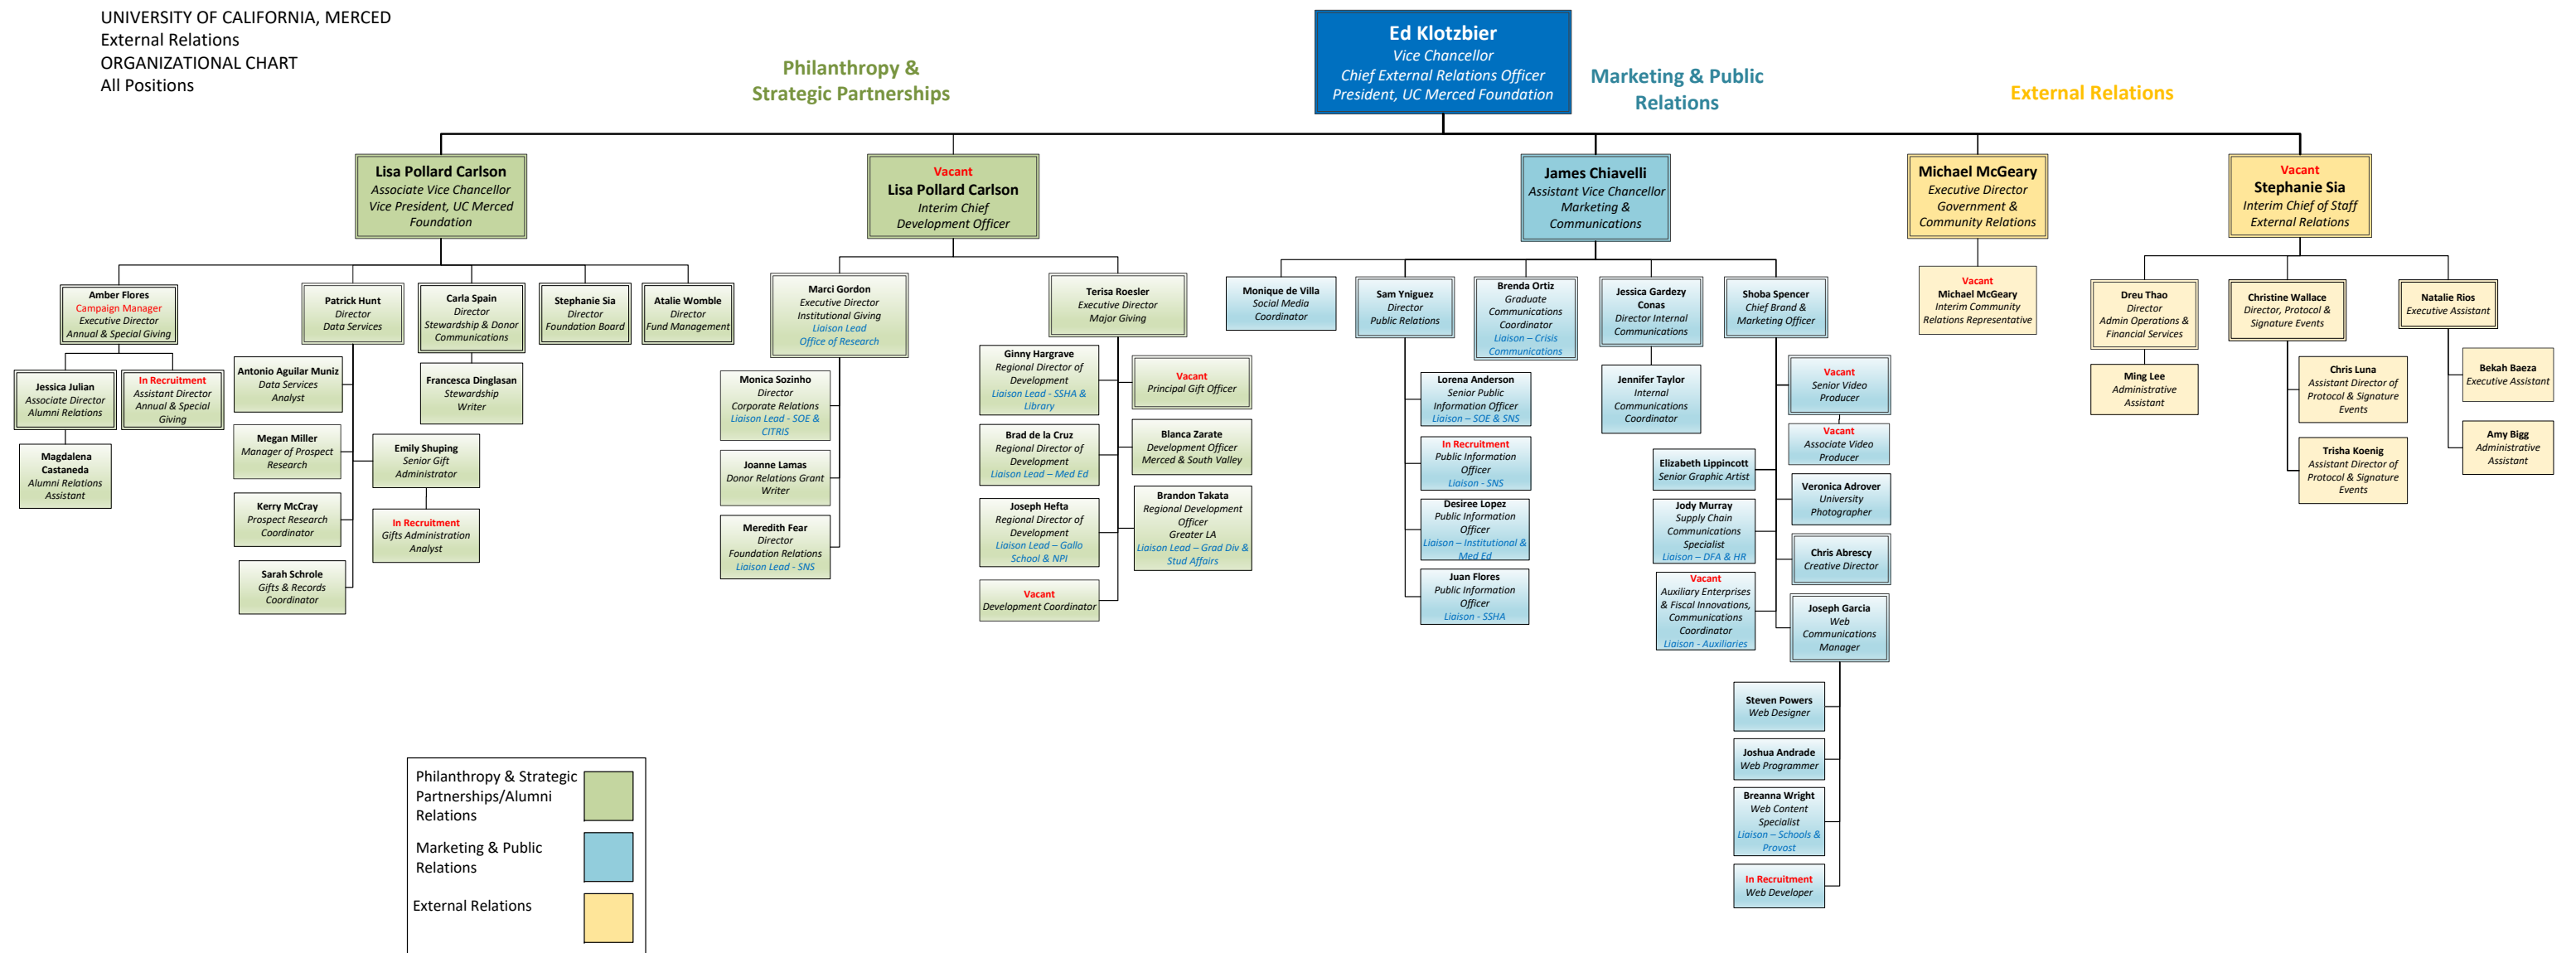 UNIVERSITY OF CALIFORNIA, MERCED
External Relations
ORGANIZATIONAL CHART
All Positions
Philanthropy &
Strategic Partnerships
Ed Klotzbier
Vice Chancellor
Chief External Relations Officer
President, UC Merced Foundation
Marketing & Public
Relations
External Relations
Lisa Pollard Carlson
Associate Vice Chancellor
Vice President, UC Merced
Foundation
Vacant
Lisa Pollard Carlson
Interim Chief
Development Officer
James Chiavelli
Assistant Vice Chancellor
Marketing &
Communications
Michael McGeary
Executive Director
Government &
Community Relations
Vacant
Stephanie Sia
Interim Chief of Staff
External Relations
Amber Flores
Campaign Manager
Executive Director
Annual & Special Giving
Patrick Hunt
Director
Data Services
Carla Spain
Director
Stewardship & Donor
Communications
Stephanie Sia
Director
Foundation Board
Atalie Womble
Director
Fund Management
Marci Gordon
Executive Director
Institutional Giving
Liaison Lead
Office of Research
Terisa Roesler
Executive Director
Major Giving
Monique de Villa
Social Media
Coordinator
Sam Yniguez
Director
Public Relations
Brenda Ortiz
Graduate
Communications
Coordinator
Liaison – Crisis
Communications
Jessica Gardezy
Conas
Director Internal
Communications
Shoba Spencer
Chief Brand &
Marketing Officer
Vacant
Michael McGeary
Interim Community
Relations Representative
Dreu Thao
Director
Admin Operations &
Financial Services
Christine Wallace
Director, Protocol &
Signature Events
Natalie Rios
Executive Assistant
Jessica Julian
Associate Director
Alumni Relations
In Recruitment
Assistant Director
Annual & Special
Giving
Magdalena
Castaneda
Alumni Relations
Assistant
Antonio Aguilar Muniz
Data Services
Analyst
Megan Miller
Manager of Prospect
Research
Kerry McCray
Prospect Research
Coordinator
Sarah Schrole
Gifts & Records
Coordinator
Emily Shuping
Senior Gift
Administrator
In Recruitment
Gifts Administration
Analyst
Francesca Dinglasan
Stewardship
Writer
Monica Sozinho
Director
Corporate Relations
Liaison Lead - SOE &
CITRIS
Joanne Lamas
Donor Relations Grant
Writer
Meredith Fear
Director
Foundation Relations
Liaison Lead - SNS
Ginny Hargrave
Regional Director of
Development
Liaison Lead - SSHA &
Library
Brad de la Cruz
Regional Director of
Development
Liaison Lead – Med Ed
Joseph Hefta
Regional Director of
Development
Liaison Lead – Gallo
School & NPI
Vacant
Development Coordinator
Vacant
Principal Gift Officer
Blanca Zarate
Development Officer
Merced & South Valley
Brandon Takata
Regional Development
Officer
Greater LA
Liaison Lead – Grad Div &
Stud Affairs
Lorena Anderson
Senior Public
Information Officer
Liaison – SOE & SNS
In Recruitment
Public Information
Officer
Liaison - SNS
Desiree Lopez
Public Information
Officer
Liaison – Institutional &
Med Ed
Juan Flores
Public Information
Officer
Liaison - SSHA
Jennifer Taylor
Internal
Communications
Coordinator
Vacant
Senior Video
Producer
Vacant
Associate Video
Producer
Elizabeth Lippincott
Senior Graphic Artist
Veronica Adrover
University
Photographer
Jody Murray
Supply Chain
Communications
Specialist
Liaison – DFA & HR
Chris Abrescy
Creative Director
Vacant
Auxiliary Enterprises
& Fiscal Innovations,
Communications
Coordinator
Liaison - Auxiliaries
Joseph Garcia
Web
Communications
Manager
Steven Powers
Web Designer
Joshua Andrade
Web Programmer
Breanna Wright
Web Content
Specialist
Liaison – Schools &
Provost
In Recruitment
Web Developer
Ming Lee
Administrative
Assistant
Chris Luna
Assistant Director of
Protocol & Signature
Events
Trisha Koenig
Assistant Director of
Protocol & Signature
Events
Bekah Baeza
Executive Assistant
Amy Bigg
Administrative
Assistant
Philanthropy & Strategic
Partnerships/Alumni
Relations
Marketing & Public
Relations
External Relations